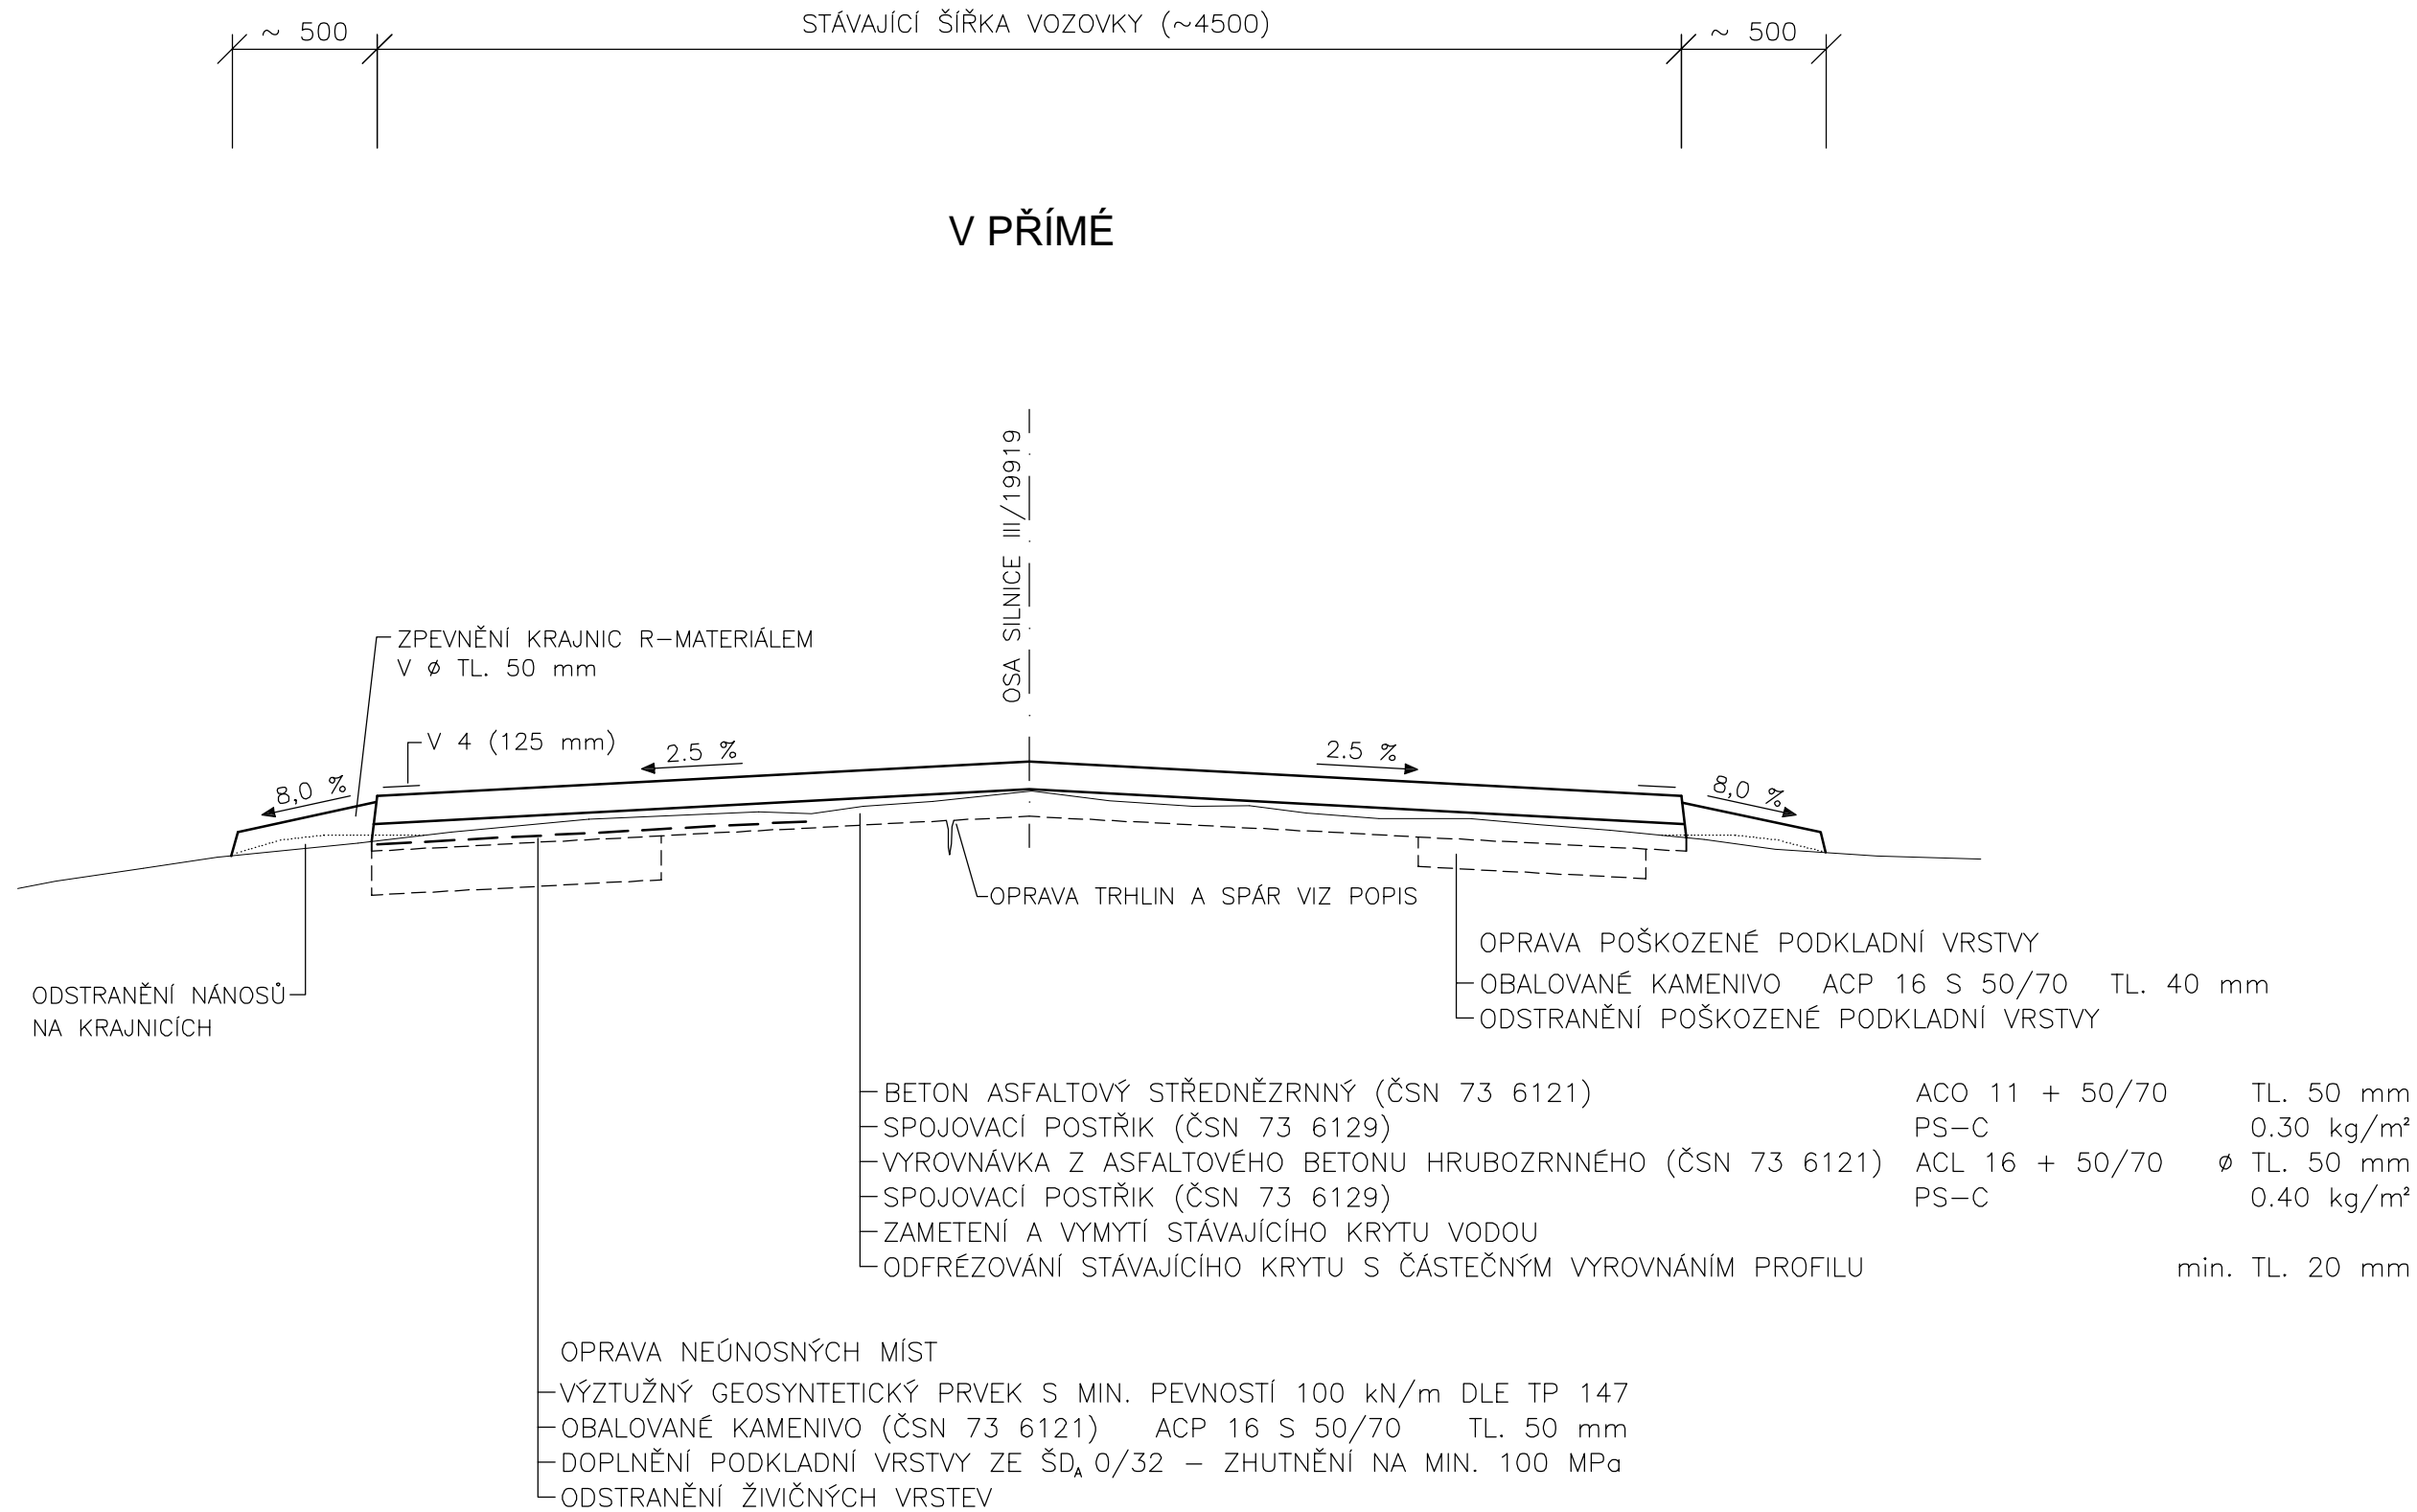 STÁVAJÍCÍ ŠÍŘKA VOZOVKY (~4500)
~ 500
~ 500
V PŘÍMÉ
OSA SILNICE III/19919
ZPEVNĚNÍ KRAJNIC R-MATERIÁLEM
V ø TL. 50 mm
V 4 (125 mm)
8,0 %
2.5 %
2.5 %
8,0 %
OPRAVA TRHLIN A SPÁR VIZ POPIS
ODSTRANĚNÍ NÁNOSŮ
NA KRAJNICÍCH
OPRAVA POŠKOZENÉ PODKLADNÍ VRSTVY
OBALOVANÉ KAMENIVO ACP 16 S 50/70 TL. 40 mm
ODSTRANĚNÍ POŠKOZENÉ PODKLADNÍ VRSTVY
BETON ASFALTOVÝ STŘEDNĚZRNNÝ (ČSN 73 6121) ACO 11 + 50/70 TL. 50 mm
SPOJOVACÍ POSTŘIK (ČSN 73 6129) PS-C 0.30 kg/m²
VYROVNÁVKA Z ASFALTOVÉHO BETONU HRUBOZRNNÉHO (ČSN 73 6121) ACL 16 + 50/70 ø TL. 50 mm
SPOJOVACÍ POSTŘIK (ČSN 73 6129) PS-C 0.40 kg/m²
ZAMETENÍ A VYMYTÍ STÁVAJÍCÍHO KRYTU VODOU
ODFRÉZOVÁNÍ STÁVAJÍCÍHO KRYTU S ČÁSTEČNÝM VYROVNÁNÍM PROFILU min. TL. 20 mm
OPRAVA NEÚNOSNÝCH MÍST
VÝZTUŽNÝ GEOSYNTETICKÝ PRVEK S MIN. PEVNOSTÍ 100 kN/m DLE TP 147
OBALOVANÉ KAMENIVO (ČSN 73 6121) ACP 16 S 50/70 TL. 50 mm
DOPLNĚNÍ PODKLADNÍ VRSTVY ZE ŠDA 0/32 - ZHUTNĚNÍ NA MIN. 100 MPa
ODSTRANĚNÍ ŽIVIČNÝCH VRSTEV